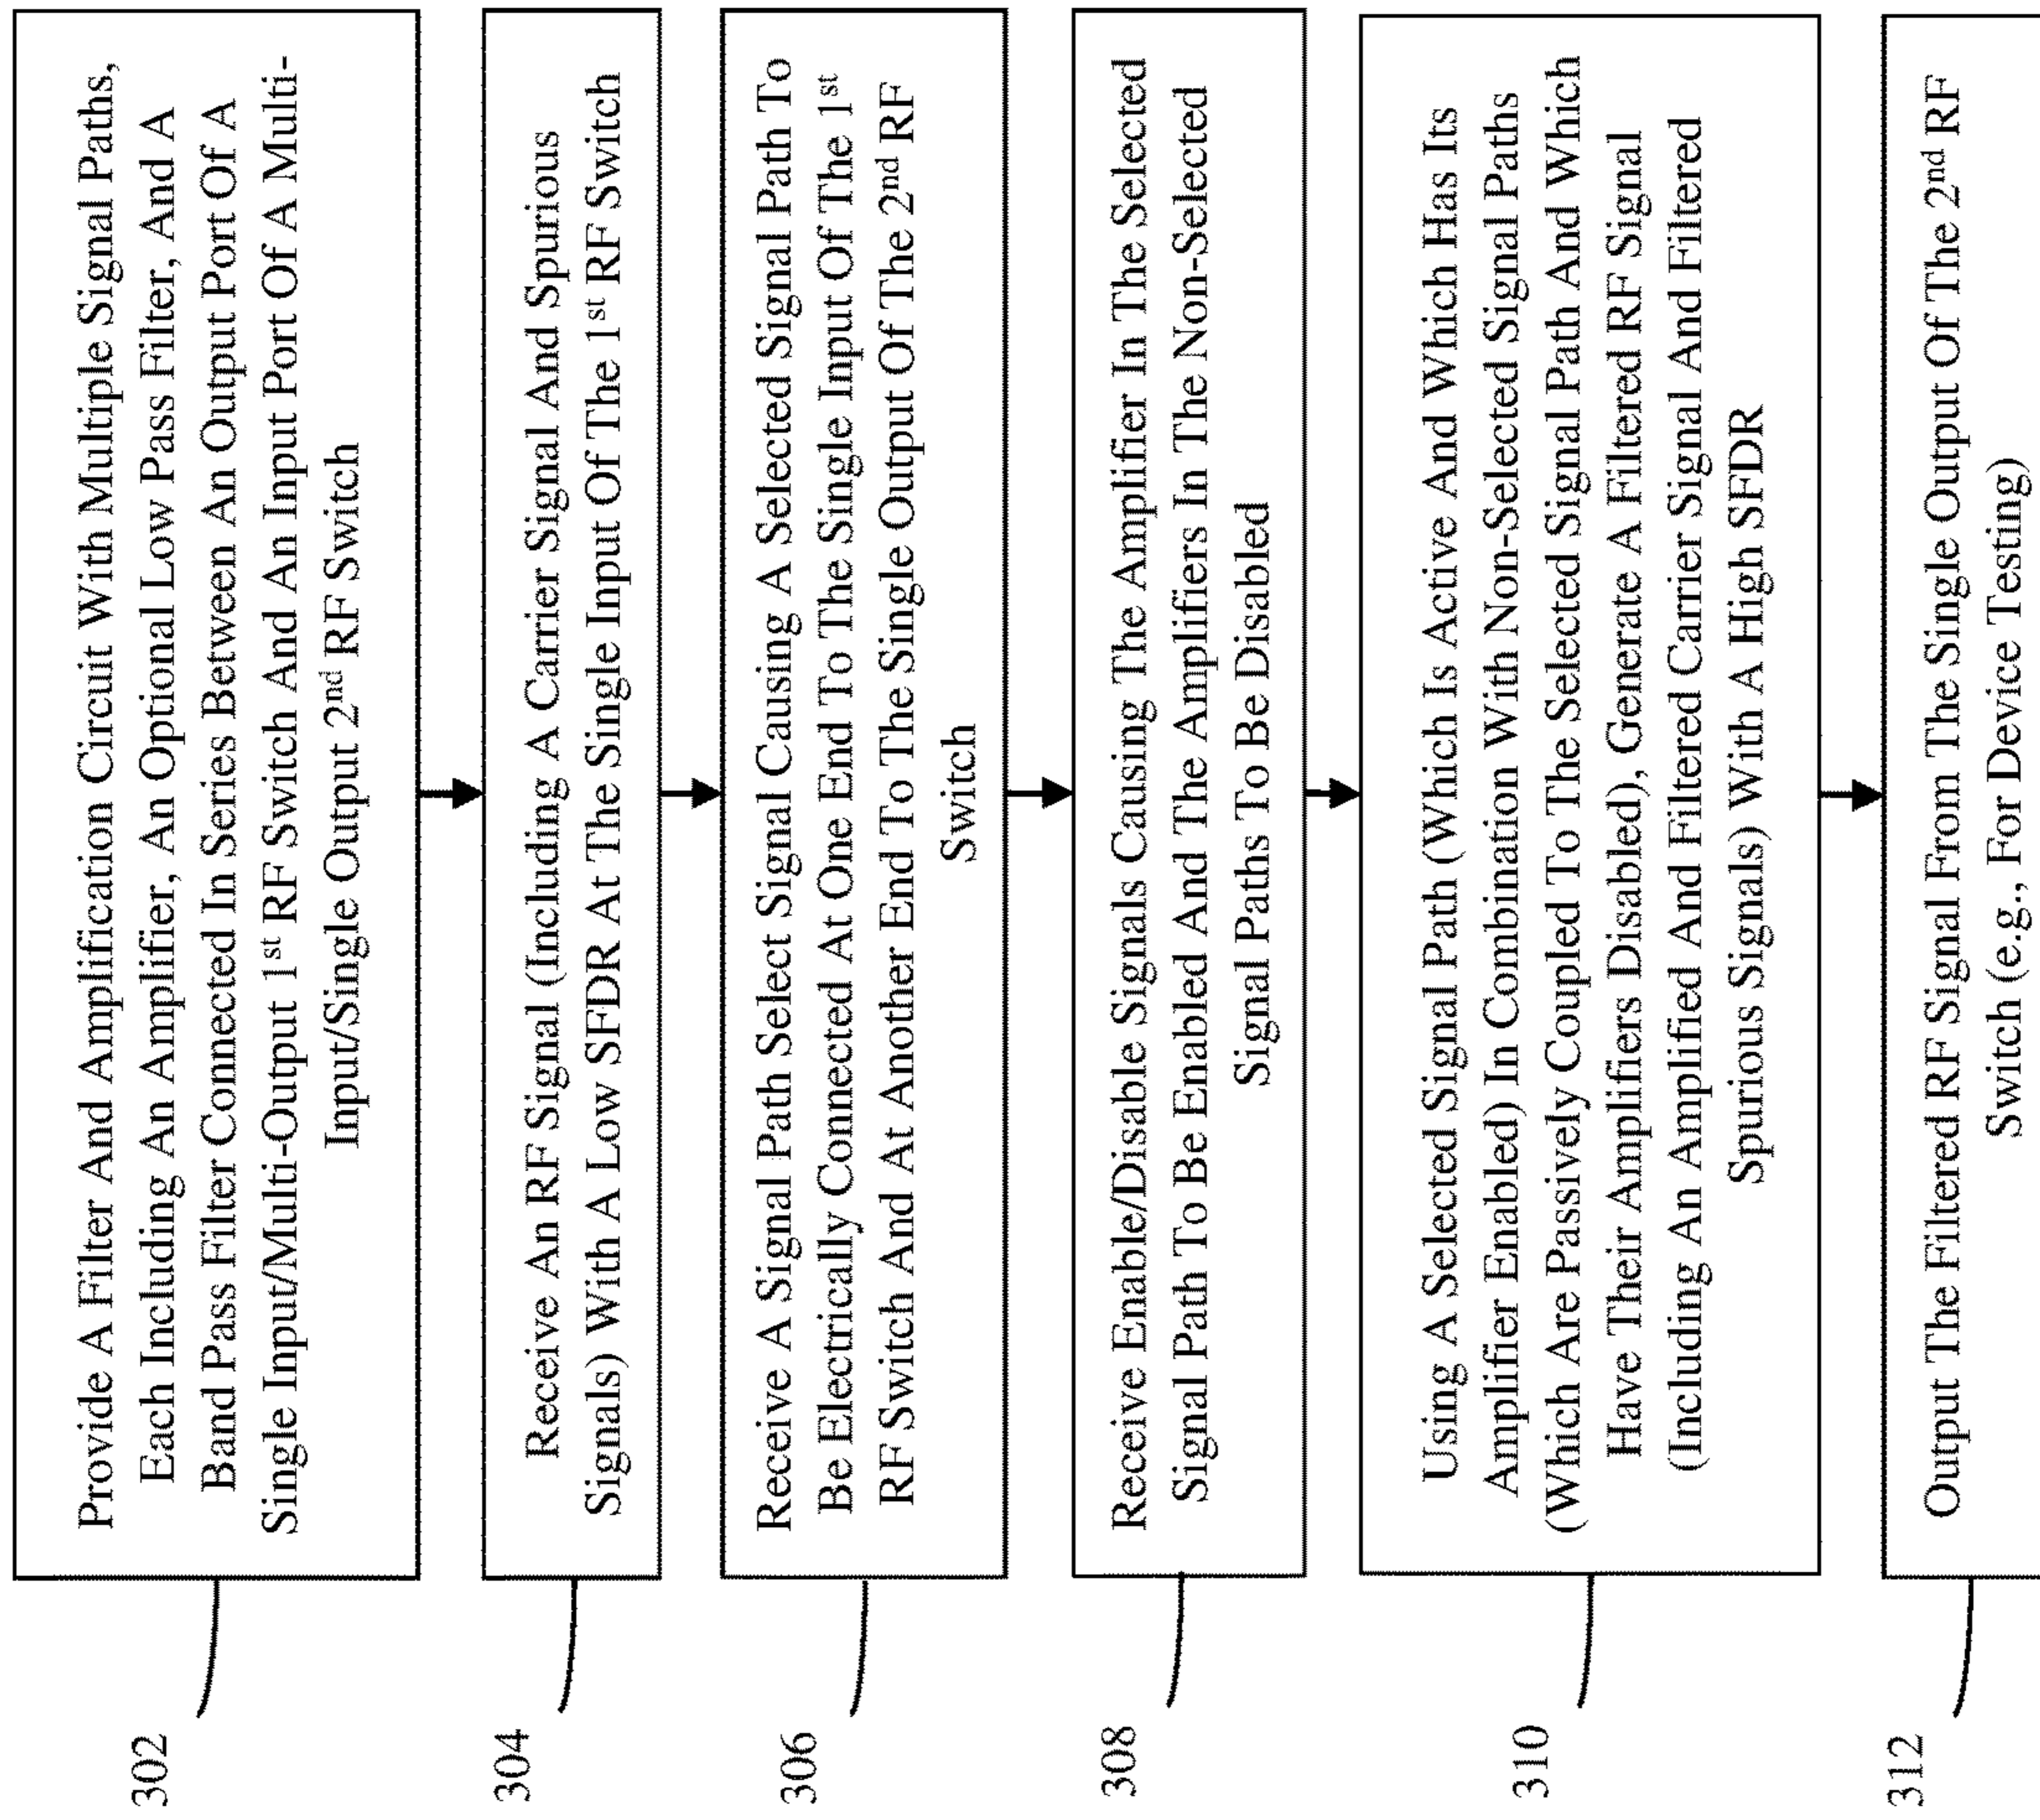 302
Provide A Filter And Amplification Circuit With Multiple Signal Paths,
Each Including An Amplifier, An Optional Low Pass Filter, And A
Band Pass Filter Connected In Series Between An Output Port Of A
Single Input/Multi-Output 1st RF Switch And An Input Port Of A Multi-
Input/Single Output 2nd RF Switch
304
Receive An RF Signal (Including A Carrier Signal And Spurious
Signals) With A Low SFDR At The Single Input Of The 1st RF Switch
306
Receive A Signal Path Select Signal Causing A Selected Signal Path To
Be Electrically Connected At One End To The Single Input Of The 1st
RF Switch And At Another End To The Single Output Of The 2nd RF
Switch
308
Receive Enable/Disable Signals Causing The Amplifier In The Selected
Signal Path To Be Enabled And The Amplifiers In The Non-Selected
Signal Paths To Be Disabled
310
Using A Selected Signal Path (Which Is Active And Which Has Its
Amplifier Enabled) In Combination With Non-Selected Signal Paths
(Which Are Passively Coupled To The Selected Signal Path And Which
Have Their Amplifiers Disabled), Generate A Filtered RF Signal
(Including An Amplified And Filtered Carrier Signal And Filtered
Spurious Signals) With A High SFDR
312
Output The Filtered RF Signal From The Single Output Of The 2nd RF
Switch (e.g., For Device Testing)